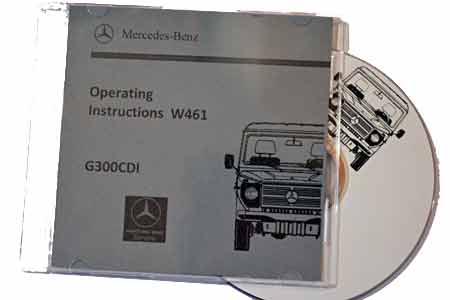 Mercedes-Benz
Operating
Instructions W461
G300CDI